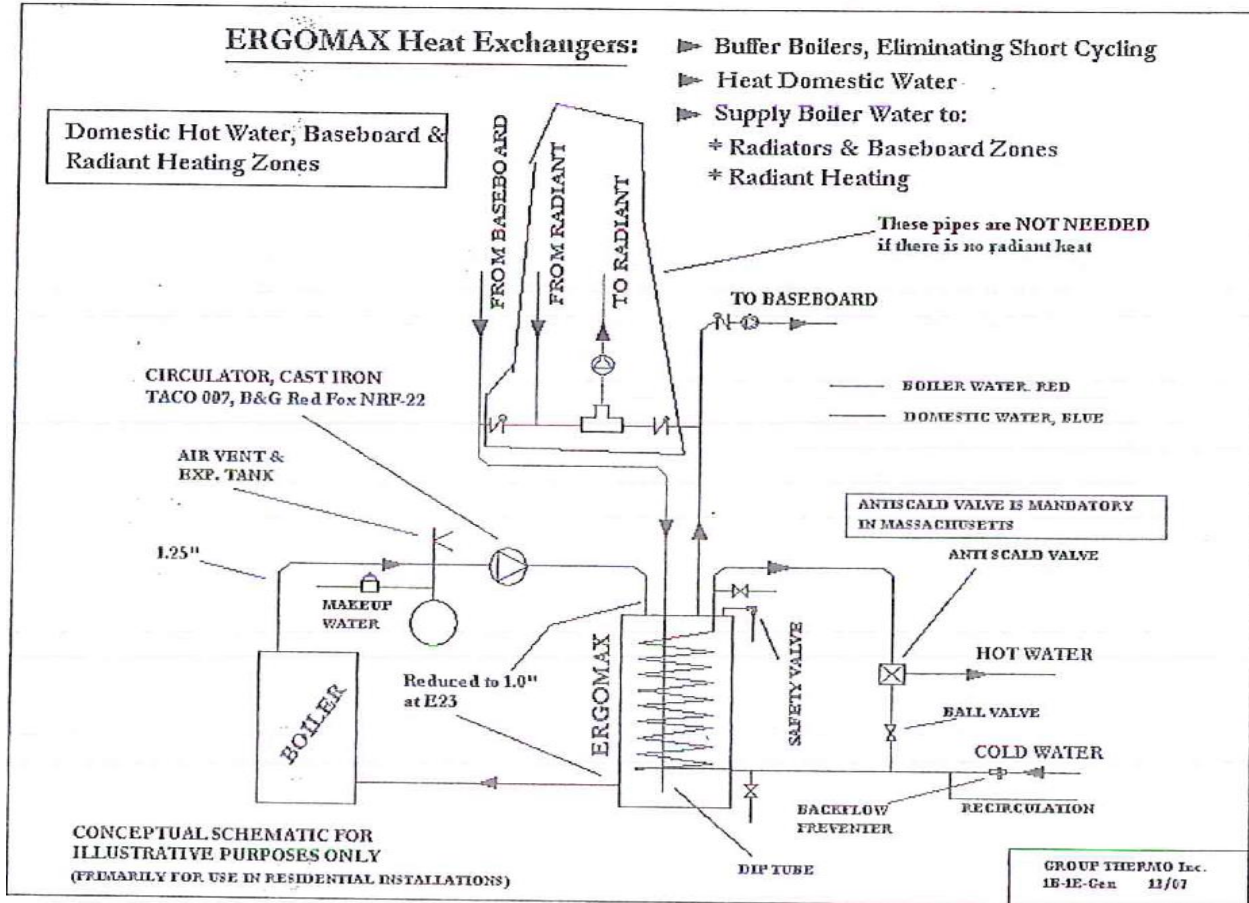 ERGOMAX Heat Exchangers:
Buffer Boilers, Eliminating Short Cycling
Heat Domestic Water
Supply Boiler Water to:
* Radiators & Baseboard Zones
* Radiant Heating
Domestic Hot Water, Baseboard &
Radiant Heating Zones
FROM BASEBOARD
FROM RADIANT
TO RADIANT
These pipes are NOT NEEDED
if there is no radiant heat
TO BASEBOARD
CIRCULATOR, CAST IRON
TACO 007, B&G Red Fox NRF-22
BOILER WATER. RED
DOMESTIC WATER, BLUE
AIR VENT &
EXP. TANK
ANTISCALD VALVE IS MANDATORY
IN MASSACHUSETTS
ANTISCALD VALVE
1.25"
MAKEUP
WATER
SAFETY VALVE
HOT WATER
Reduced to 1.0"
at E23
ERGOMAX
BOILER
BALL VALVE
COLD WATER
BACKFLOW
PREVENTER
RECIRCULATION
DIP TUBE
CONCEPTUAL SCHEMATIC FOR
ILLUSTRATIVE PURPOSES ONLY
(PRIMARILY FOR USE IN RESIDENTIAL INSTALLATIONS)
GROUP THERMO Inc.
1B-1E-Gen 12/07